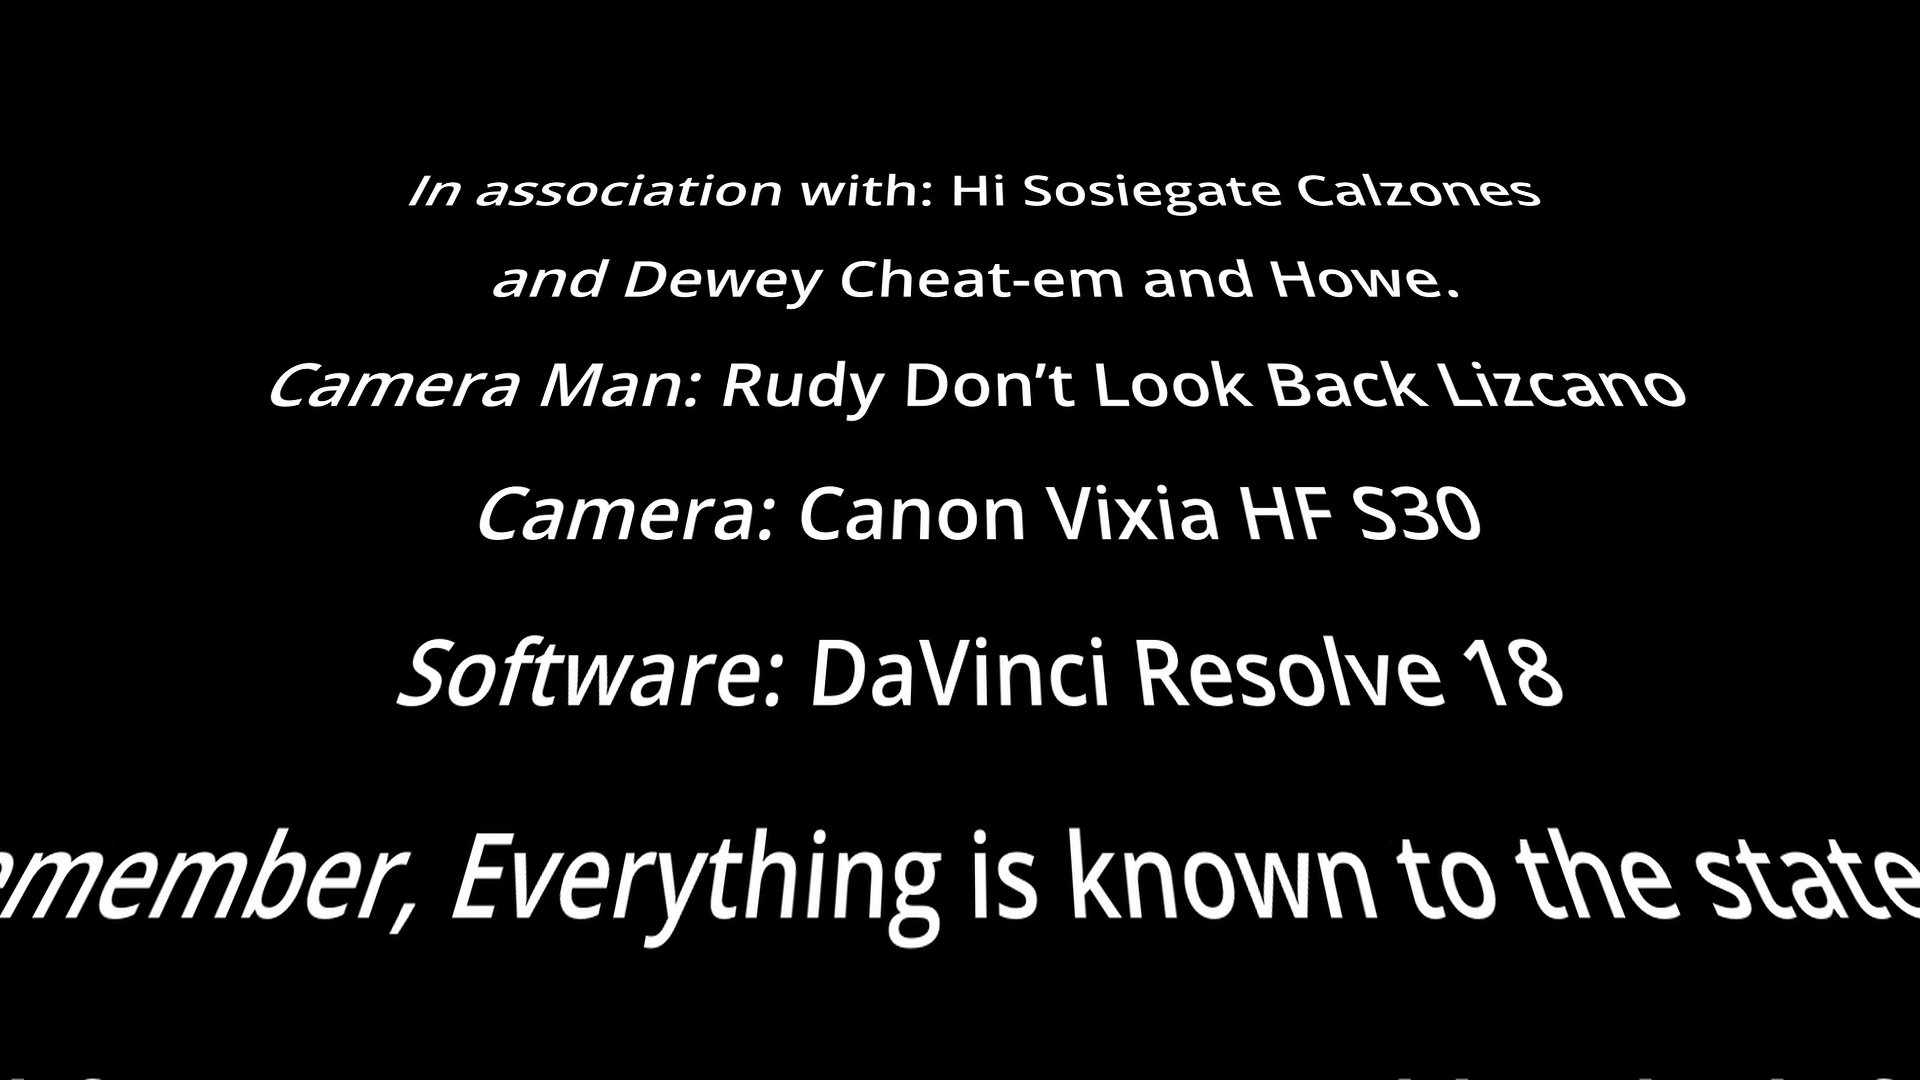 In association with: Hi Sosiegate Calzones
and Dewey Cheat-em and Howe.
Camera Man: Rudy Don’t Look Back Lizcano
Camera: Canon Vixia HF S30
Software: DaVinci Resolve 18
emember, Everything is known to the state